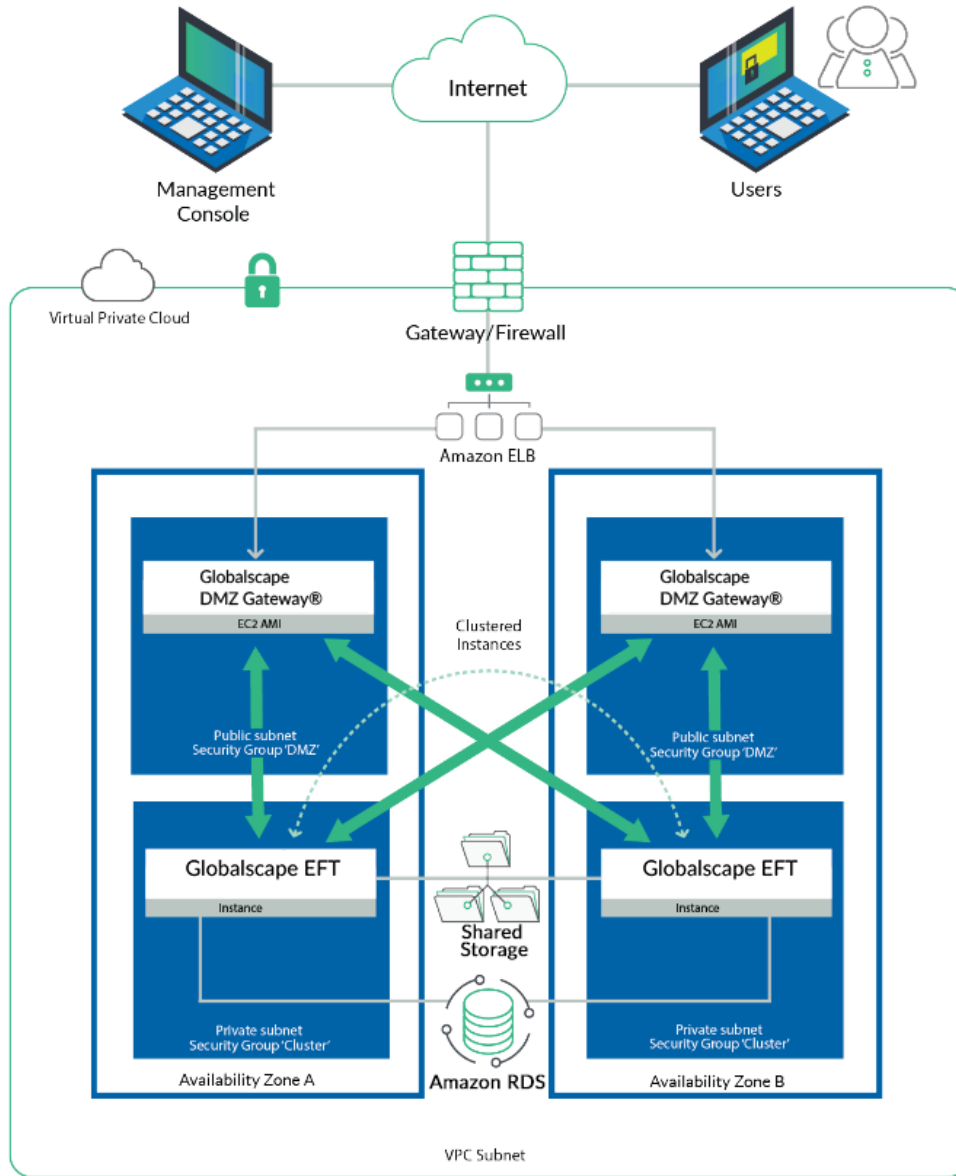 Internet
Management
Console
Users
Virtual Private Cloud
Gateway/Firewall
Amazon ELB
Globalscape
DMZ Gateway®
EC2 AMI
Globalscape
DMZ Gateway®
EC2 AMI
Clustered
Instances
Public subnet
Security Group 'DMZ'
Public subnet
Security Group 'DMZ'
Globalscape EFT
Instance
Globalscape EFT
Instance
Shared
Storage
Private subnet
Security Group 'Cluster'
Private subnet
Security Group 'Cluster'
Amazon RDS
Availability Zone A
Availability Zone B
VPC Subnet